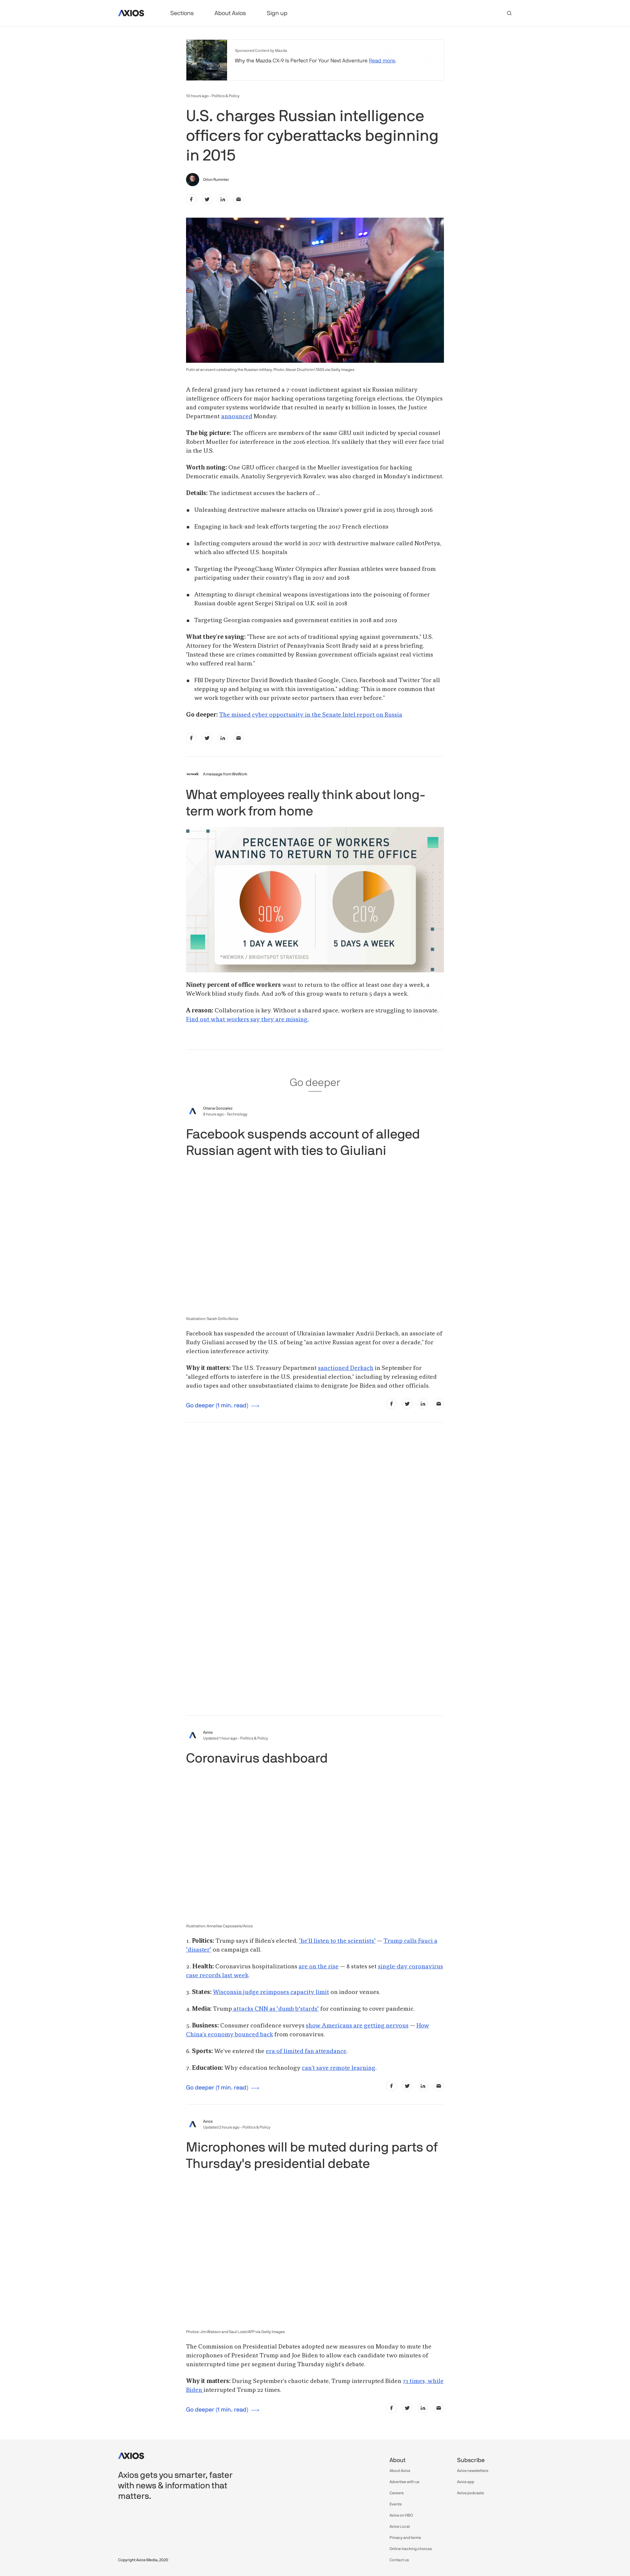 AXIOS
Sections
About Axios
Sign up
Sponsored Content by Mazda
Why the Mazda CX-9 Is Perfect For Your Next Adventure Read more.
10 hours ago - Politics & Policy
U.S. charges Russian intelligence
officers for cyberattacks beginning
in 2015
Orion Rummler
Putin at an event celebrating the Russian military. Photo: Alexei Druzhinin\TASS via Getty Images
A federal grand jury has returned a 7-count indictment against six Russian military
intelligence officers for major hacking operations targeting foreign elections, the Olympics
and computer systems worldwide that resulted in nearly $1 billion in losses, the Justice
Department announced Monday.
The big picture: The officers are members of the same GRU unit indicted by special counsel
Robert Mueller for interference in the 2016 election. It's unlikely that they will ever face trial
in the U.S.
Worth noting: One GRU officer charged in the Mueller investigation for hacking
Democratic emails, Anatoliy Sergeyevich Kovalev, was also charged in Monday's indictment.
Details: The indictment accuses the hackers of ...
Unleashing destructive malware attacks on Ukraine's power grid in 2015 through 2016
Engaging in hack-and-leak efforts targeting the 2017 French elections
Infecting computers around the world in 2017 with destructive malware called NotPetya,
which also affected U.S. hospitals
Targeting the PyeongChang Winter Olympics after Russian athletes were banned from
participating under their country's flag in 2017 and 2018
Attempting to disrupt chemical weapons investigations into the poisoning of former
Russian double agent Sergei Skripal on U.K. soil in 2018
Targeting Georgian companies and government entities in 2018 and 2019
What they're saying: "These are not acts of traditional spying against governments," U.S.
Attorney for the Western District of Pennsylvania Scott Brady said at a press briefing.
"Instead these are crimes committed by Russian government officials against real victims
who suffered real harm."
FBI Deputy Director David Bowdich thanked Google, Cisco, Facebook and Twitter "for all
stepping up and helping us with this investigation," adding: "This is more common that
we work together with our private sector partners than ever before."
Go deeper: The missed cyber opportunity in the Senate Intel report on Russia
wework
A message from WeWork
What employees really think about long-
term work from home
PERCENTAGE OF WORKERS
WANTING TO RETURN TO THE OFFICE
90%
20%
1 DAY A WEEK
5 DAYS A WEEK
*WEWORK / BRIGHTSPOT STRATEGIES
Ninety percent of office workers want to return to the office at least one day a week, a
WeWork blind study finds. And 20% of this group wants to return 5 days a week.
A reason: Collaboration is key. Without a shared space, workers are struggling to innovate.
Find out what workers say they are missing.
Go deeper
Oriana Gonzalez
8 hours ago - Technology
Facebook suspends account of alleged
Russian agent with ties to Giuliani
Illustration: Sarah Grillo/Axios
Facebook has suspended the account of Ukrainian lawmaker Andrii Derkach, an associate of
Rudy Giuliani accused by the U.S. of being "an active Russian agent for over a decade," for
election interference activity.
Why it matters: The U.S. Treasury Department sanctioned Derkach in September for
"alleged efforts to interfere in the U.S. presidential election," including by releasing edited
audio tapes and other unsubstantiated claims to denigrate Joe Biden and other officials.
Go deeper (1 min. read)
Axios
Updated 1 hour ago - Politics & Policy
Coronavirus dashboard
Illustration: Annelise Capossela/Axios
1. Politics: Trump says if Biden's elected, "he'll listen to the scientists" — Trump calls Fauci a
"disaster" on campaign call.
2. Health: Coronavirus hospitalizations are on the rise — 8 states set single-day coronavirus
case records last week.
3. States: Wisconsin judge reimposes capacity limit on indoor venues.
4. Media: Trump attacks CNN as "dumb b*stards" for continuing to cover pandemic.
5. Business: Consumer confidence surveys show Americans are getting nervous — How
China's economy bounced back from coronavirus.
6. Sports: We've entered the era of limited fan attendance.
7. Education: Why education technology can't save remote learning.
Go deeper (1 min. read)
Axios
Updated 2 hours ago - Politics & Policy
Microphones will be muted during parts of
Thursday's presidential debate
Photos: Jim Watson and Saul Loeb/AFP via Getty Images
The Commission on Presidential Debates adopted new measures on Monday to mute the
microphones of President Trump and Joe Biden to allow each candidate two minutes of
uninterrupted time per segment during Thursday night's debate.
Why it matters: During September's chaotic debate, Trump interrupted Biden 71 times, while
Biden interrupted Trump 22 times.
Go deeper (1 min. read)
AXIOS
Smart, faster
About
Subscribe
About Axios
Axios newsletters
Axios gets you smarter, faster
with news & information that
matters.
Advertise with us
Axios app
Careers
Axios podcasts
Events
Axios on HBO
Axios Local
Privacy and terms
Online tracking choices
Contact us
Copyright Axios Media, 2020